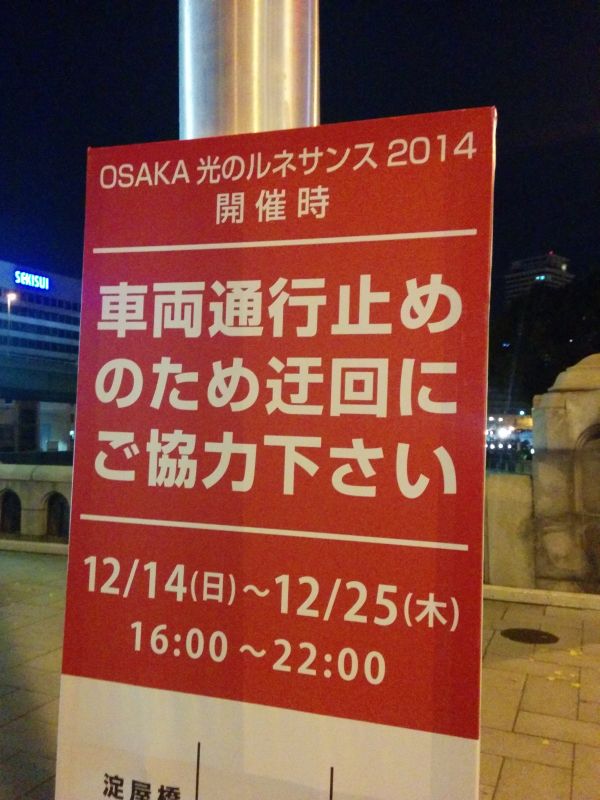 OSAKA 光のルネサンス 2014
開催時
車両通行止め
のため迂回に
ご協力下さい
12/14(日)～12/25(木)
16:00～22:00
SEKISUI
淀屋橋